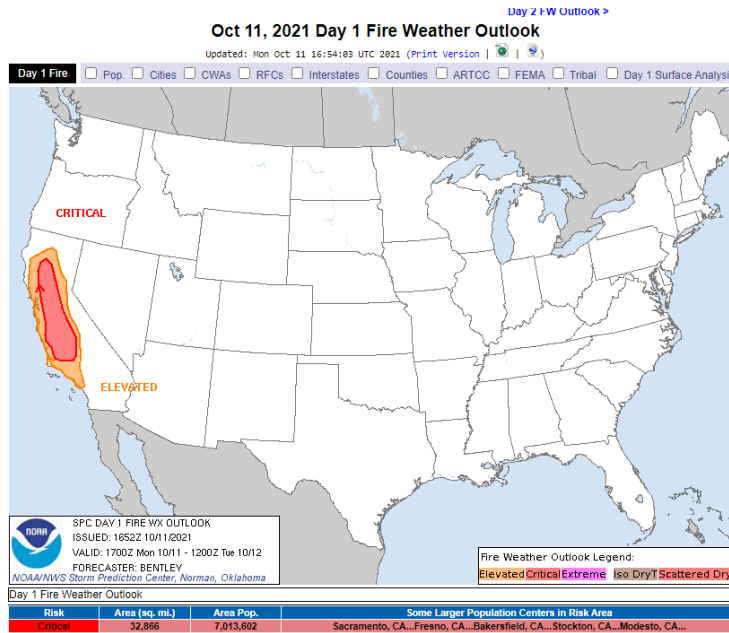 Day 2 FW Outlook >
Oct 11, 2021 Day 1 Fire Weather Outlook
Updated: Mon Oct 11 16:54:03 UTC 2021 (Print Version | | )
Day 1 Fire Pop. Cities CWAs RFCs Interstates Counties ARTCC FEMA Tribal Day 1 Surface Analysi
CRITICAL
ELEVATED
NOAA
SPC DAY 1 FIRE WX OUTLOOK
ISSUED: 1652Z 10/11/2021
VALID: 1700Z Mon 10/11 - 1200Z Tue 10/12
FORECASTER: BENTLEY
NOAA/NWS Storm Prediction Center, Norman, Oklahoma
Fire Weather Outlook Legend:
Elevated Critical Extreme Iso DryT Scattered Dry
Day 1 Fire Weather Outlook
Risk Area (sq. mi.) Area Pop. Some Larger Population Centers in Risk Area
Critical 32,866 7,013,602 Sacramento, CA...Fresno, CA...Bakersfield, CA...Stockton, CA...Modesto, CA...